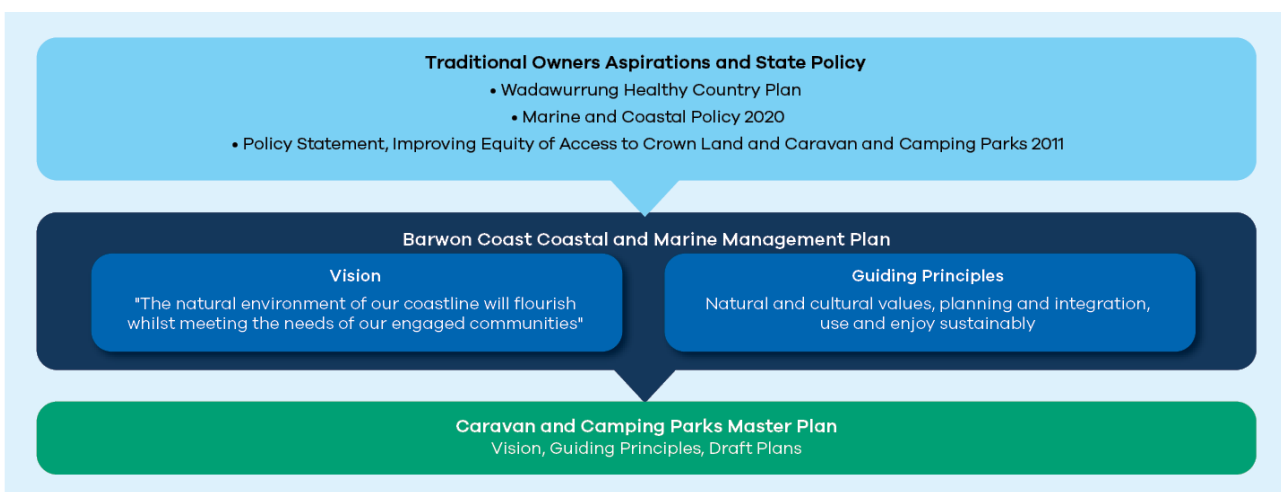 Traditional Owners Aspirations and State Policy
• Wadawurrung Healthy Country Plan
• Marine and Coastal Policy 2020
• Policy Statement, Improving Equity of Access to Crown Land and Caravan and Camping Parks 2011
Barwon Coast Coastal and Marine Management Plan
Vision
"The natural environment of our coastline will flourish
whilst meeting the needs of our engaged communities"
Guiding Principles
Natural and cultural values, planning and integration,
use and enjoy sustainably
Caravan and Camping Parks Master Plan
Vision, Guiding Principles, Draft Plans